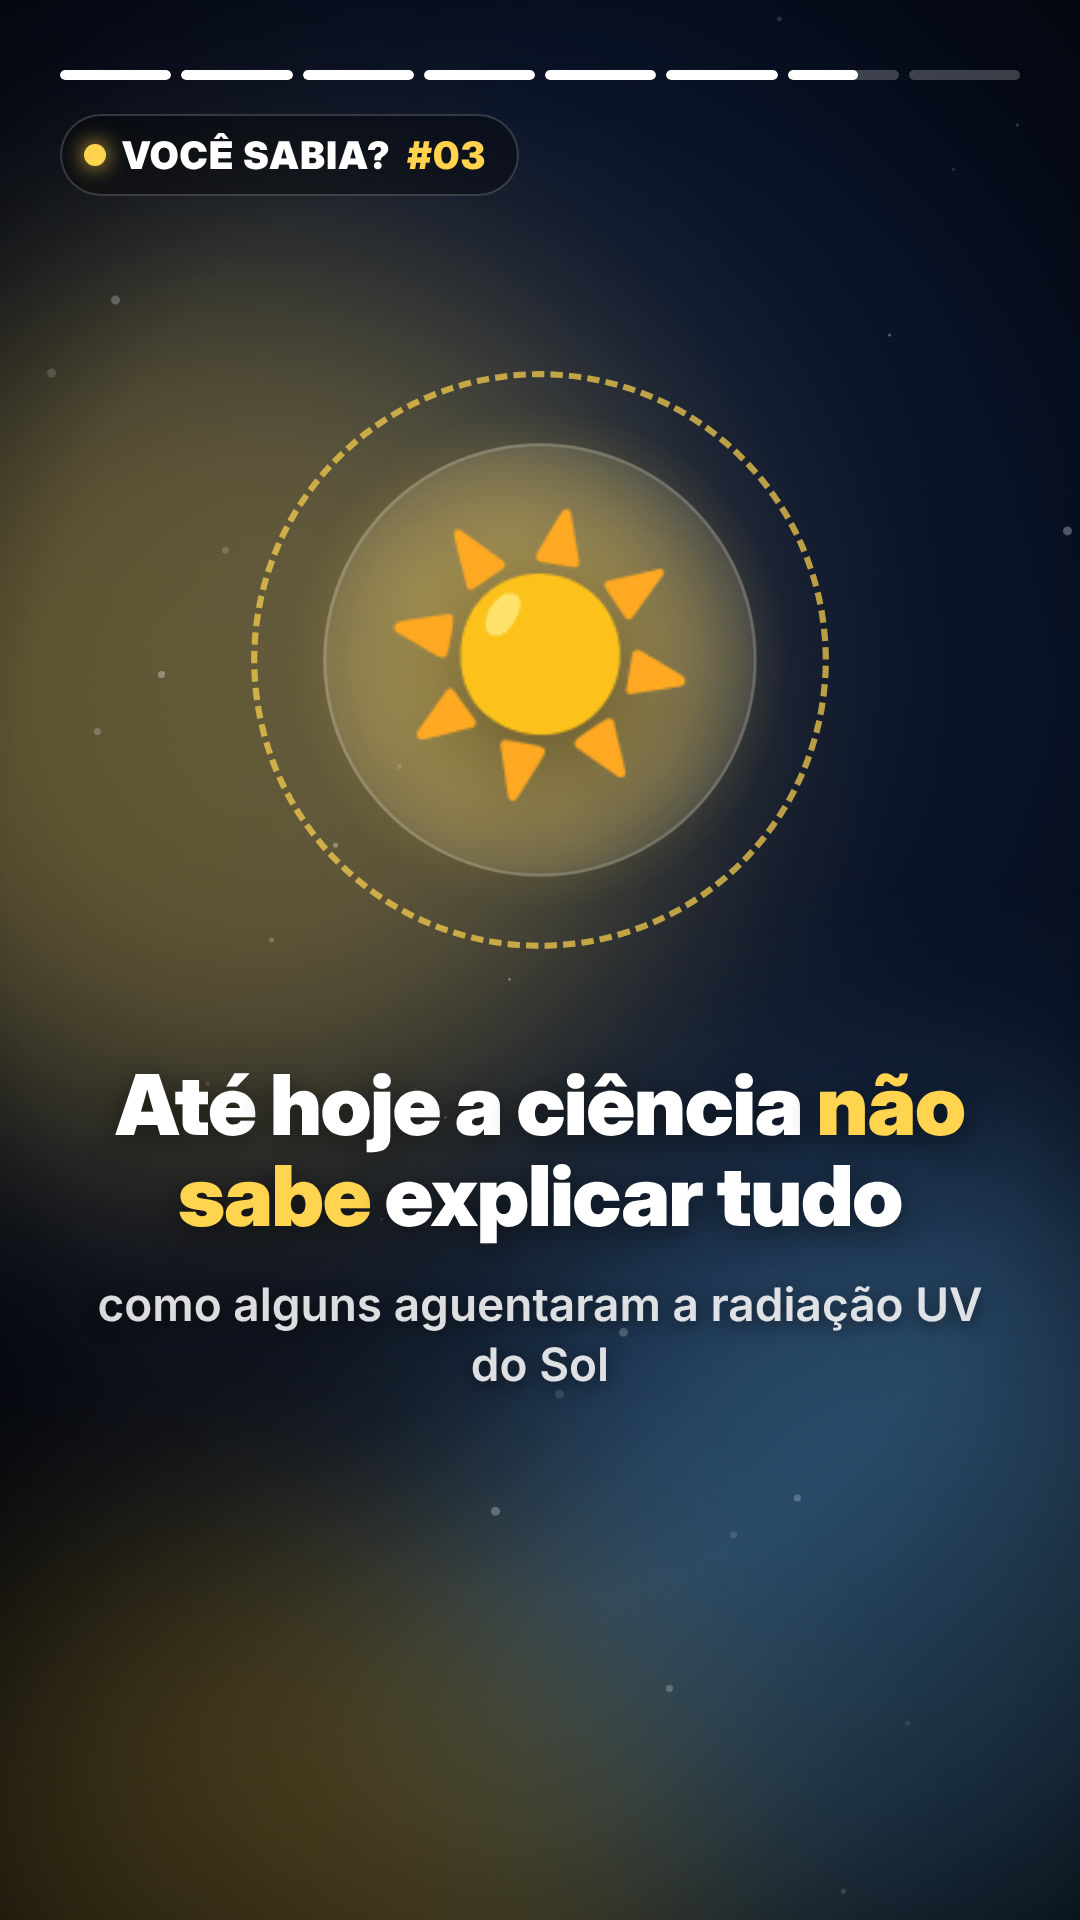 VOCÊ SABIA? #03
Até hoje a ciência não
sabe explicar tudo
como alguns aguentaram a radiação UV
do Sol